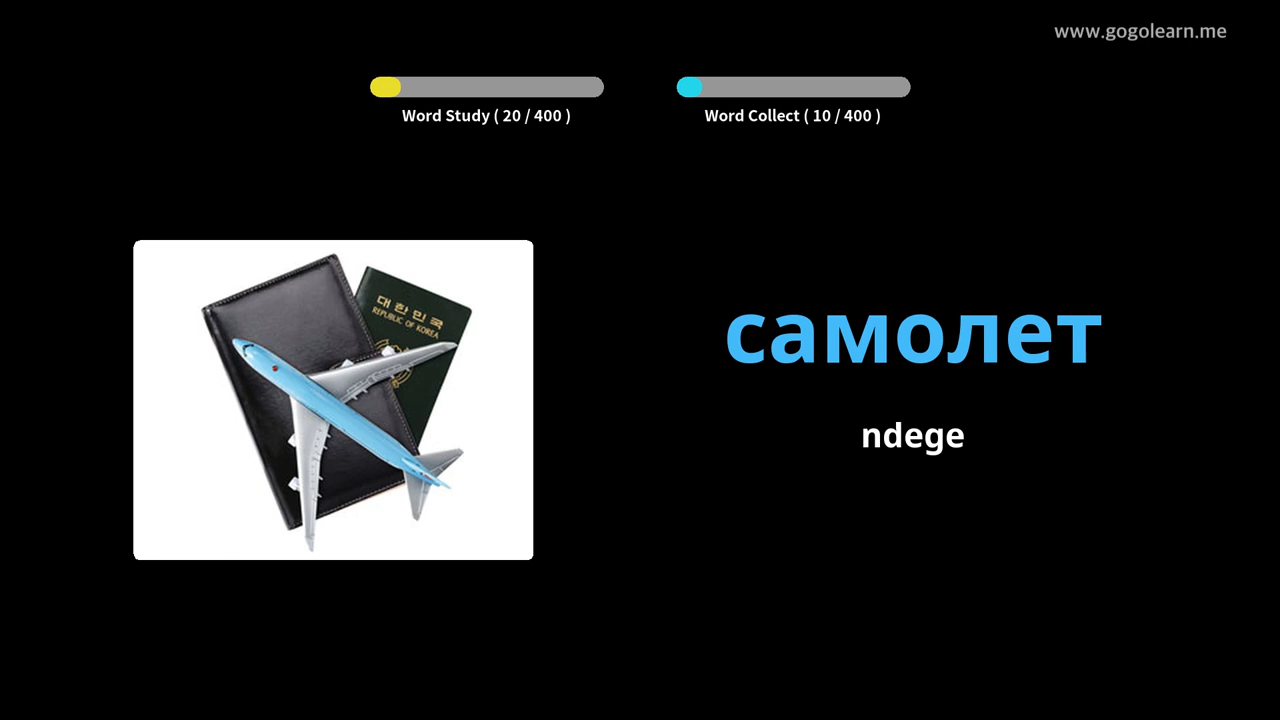 www.gogolearn.me
Word Study ( 20 / 400 )
Word Collect ( 10 / 400 )
대한민국
REPUBLIC OF KOREA
самолет
ndege